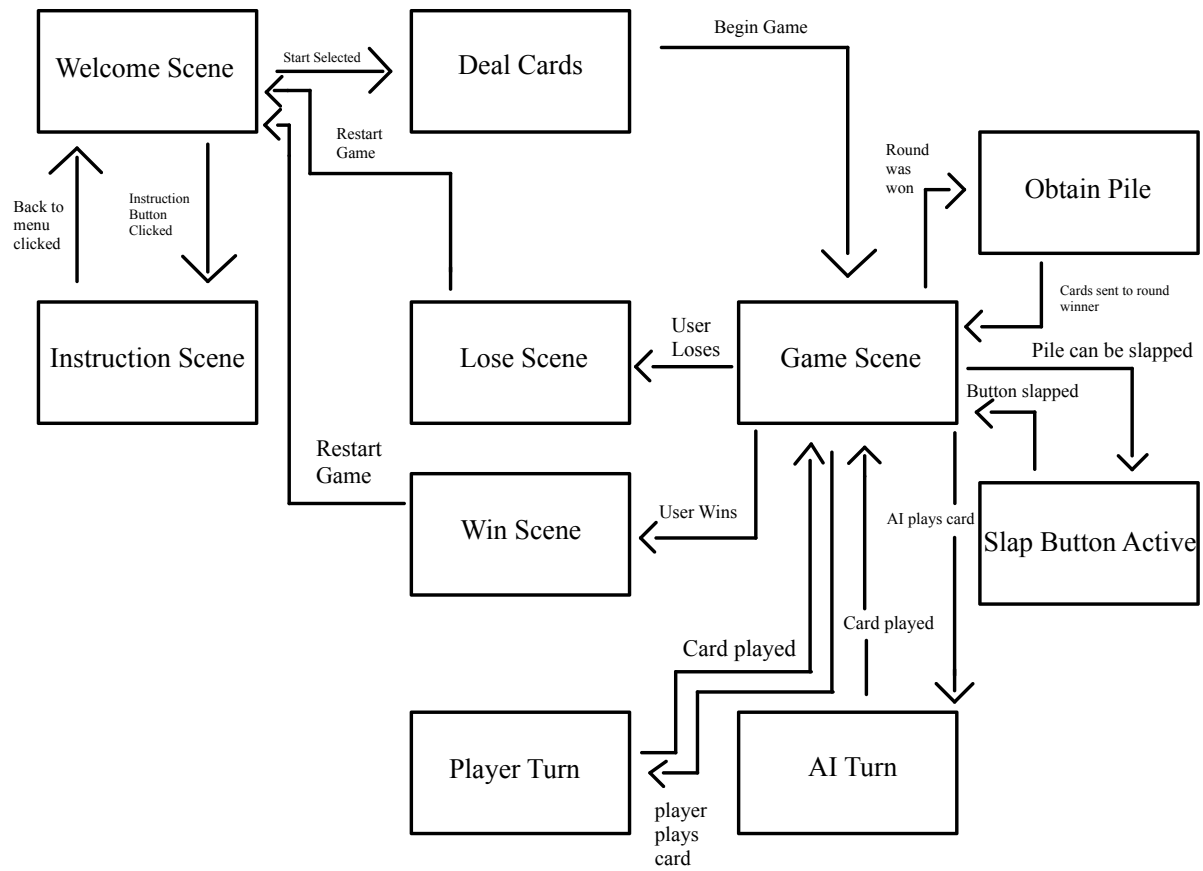 Begin Game
Welcome Scene
Start Selected
Deal Cards
Restart
Game
Round
was
won
Obtain Pile
Back to
menu
clicked
Instruction
Button
Clicked
Cards sent to round
winner
Instruction Scene
Lose Scene
User
Loses
Game Scene
Pile can be slapped
Button slapped
Restart
Game
Win Scene
User Wins
AI plays card
Slap Button Active
Card played
Card played
Player Turn
AI Turn
player
plays
card